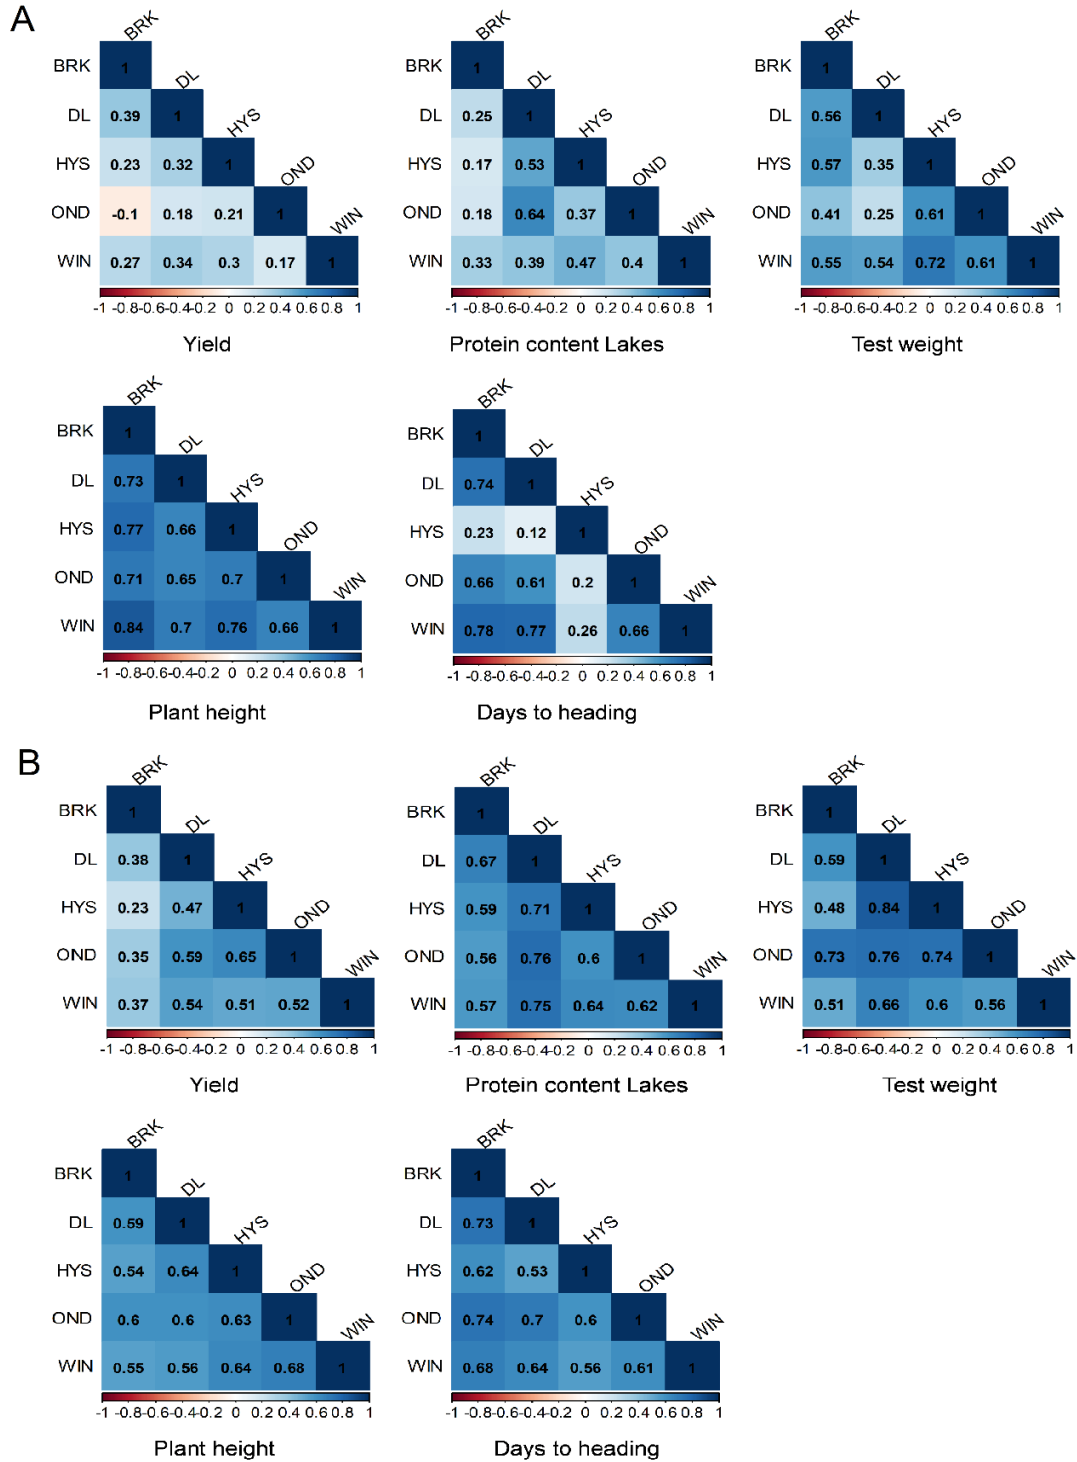 A
BRK
BRK 1 DL
DL 0.39 1 HYS
HYS 0.23 0.32 1 OND
OND -0.1 0.18 0.21 1 WIN
WIN 0.27 0.34 0.3 0.17 1
-1 -0.8 -0.6 -0.4 -0.2 0 0.2 0.4 0.6 0.8 1
Yield
BRK
BRK 1 DL
DL 0.25 1 HYS
HYS 0.17 0.53 1 OND
OND 0.18 0.64 0.37 1 WIN
WIN 0.33 0.39 0.47 0.4 1
-1 -0.8 -0.6 -0.4 -0.2 0 0.2 0.4 0.6 0.8 1
Protein content Lakes
BRK
BRK 1 DL
DL 0.56 1 HYS
HYS 0.57 0.35 1 OND
OND 0.41 0.25 0.61 1 WIN
WIN 0.55 0.54 0.72 0.61 1
-1 -0.8 -0.6 -0.4 -0.2 0 0.2 0.4 0.6 0.8 1
Test weight
BRK
BRK 1 DL
DL 0.73 1 HYS
HYS 0.77 0.66 1 OND
OND 0.71 0.65 0.7 1 WIN
WIN 0.84 0.7 0.76 0.66 1
-1 -0.8 -0.6 -0.4 -0.2 0 0.2 0.4 0.6 0.8 1
Plant height
BRK
BRK 1 DL
DL 0.74 1 HYS
HYS 0.23 0.12 1 OND
OND 0.66 0.61 0.2 1 WIN
WIN 0.78 0.77 0.26 0.66 1
-1 -0.8 -0.6 -0.4 -0.2 0 0.2 0.4 0.6 0.8 1
Days to heading
B
BRK
BRK 1 DL
DL 0.38 1 HYS
HYS 0.23 0.47 1 OND
OND 0.35 0.59 0.65 1 WIN
WIN 0.37 0.54 0.51 0.52 1
-1 -0.8 -0.6 -0.4 -0.2 0 0.2 0.4 0.6 0.8 1
Yield
BRK
BRK 1 DL
DL 0.67 1 HYS
HYS 0.59 0.71 1 OND
OND 0.56 0.76 0.6 1 WIN
WIN 0.57 0.75 0.64 0.62 1
-1 -0.8 -0.6 -0.4 -0.2 0 0.2 0.4 0.6 0.8 1
Protein content Lakes
BRK
BRK 1 DL
DL 0.59 1 HYS
HYS 0.48 0.84 1 OND
OND 0.73 0.76 0.74 1 WIN
WIN 0.51 0.66 0.6 0.56 1
-1 -0.8 -0.6 -0.4 -0.2 0 0.2 0.4 0.6 0.8 1
Test weight
BRK
BRK 1 DL
DL 0.59 1 HYS
HYS 0.54 0.64 1 OND
OND 0.6 0.6 0.63 1 WIN
WIN 0.55 0.56 0.64 0.68 1
-1 -0.8 -0.6 -0.4 -0.2 0 0.2 0.4 0.6 0.8 1
Plant height
BRK
BRK 1 DL
DL 0.73 1 HYS
HYS 0.62 0.53 1 OND
OND 0.74 0.7 0.6 1 WIN
WIN 0.68 0.64 0.56 0.61 1
-1 -0.8 -0.6 -0.4 -0.2 0 0.2 0.4 0.6 0.8 1
Days to heading